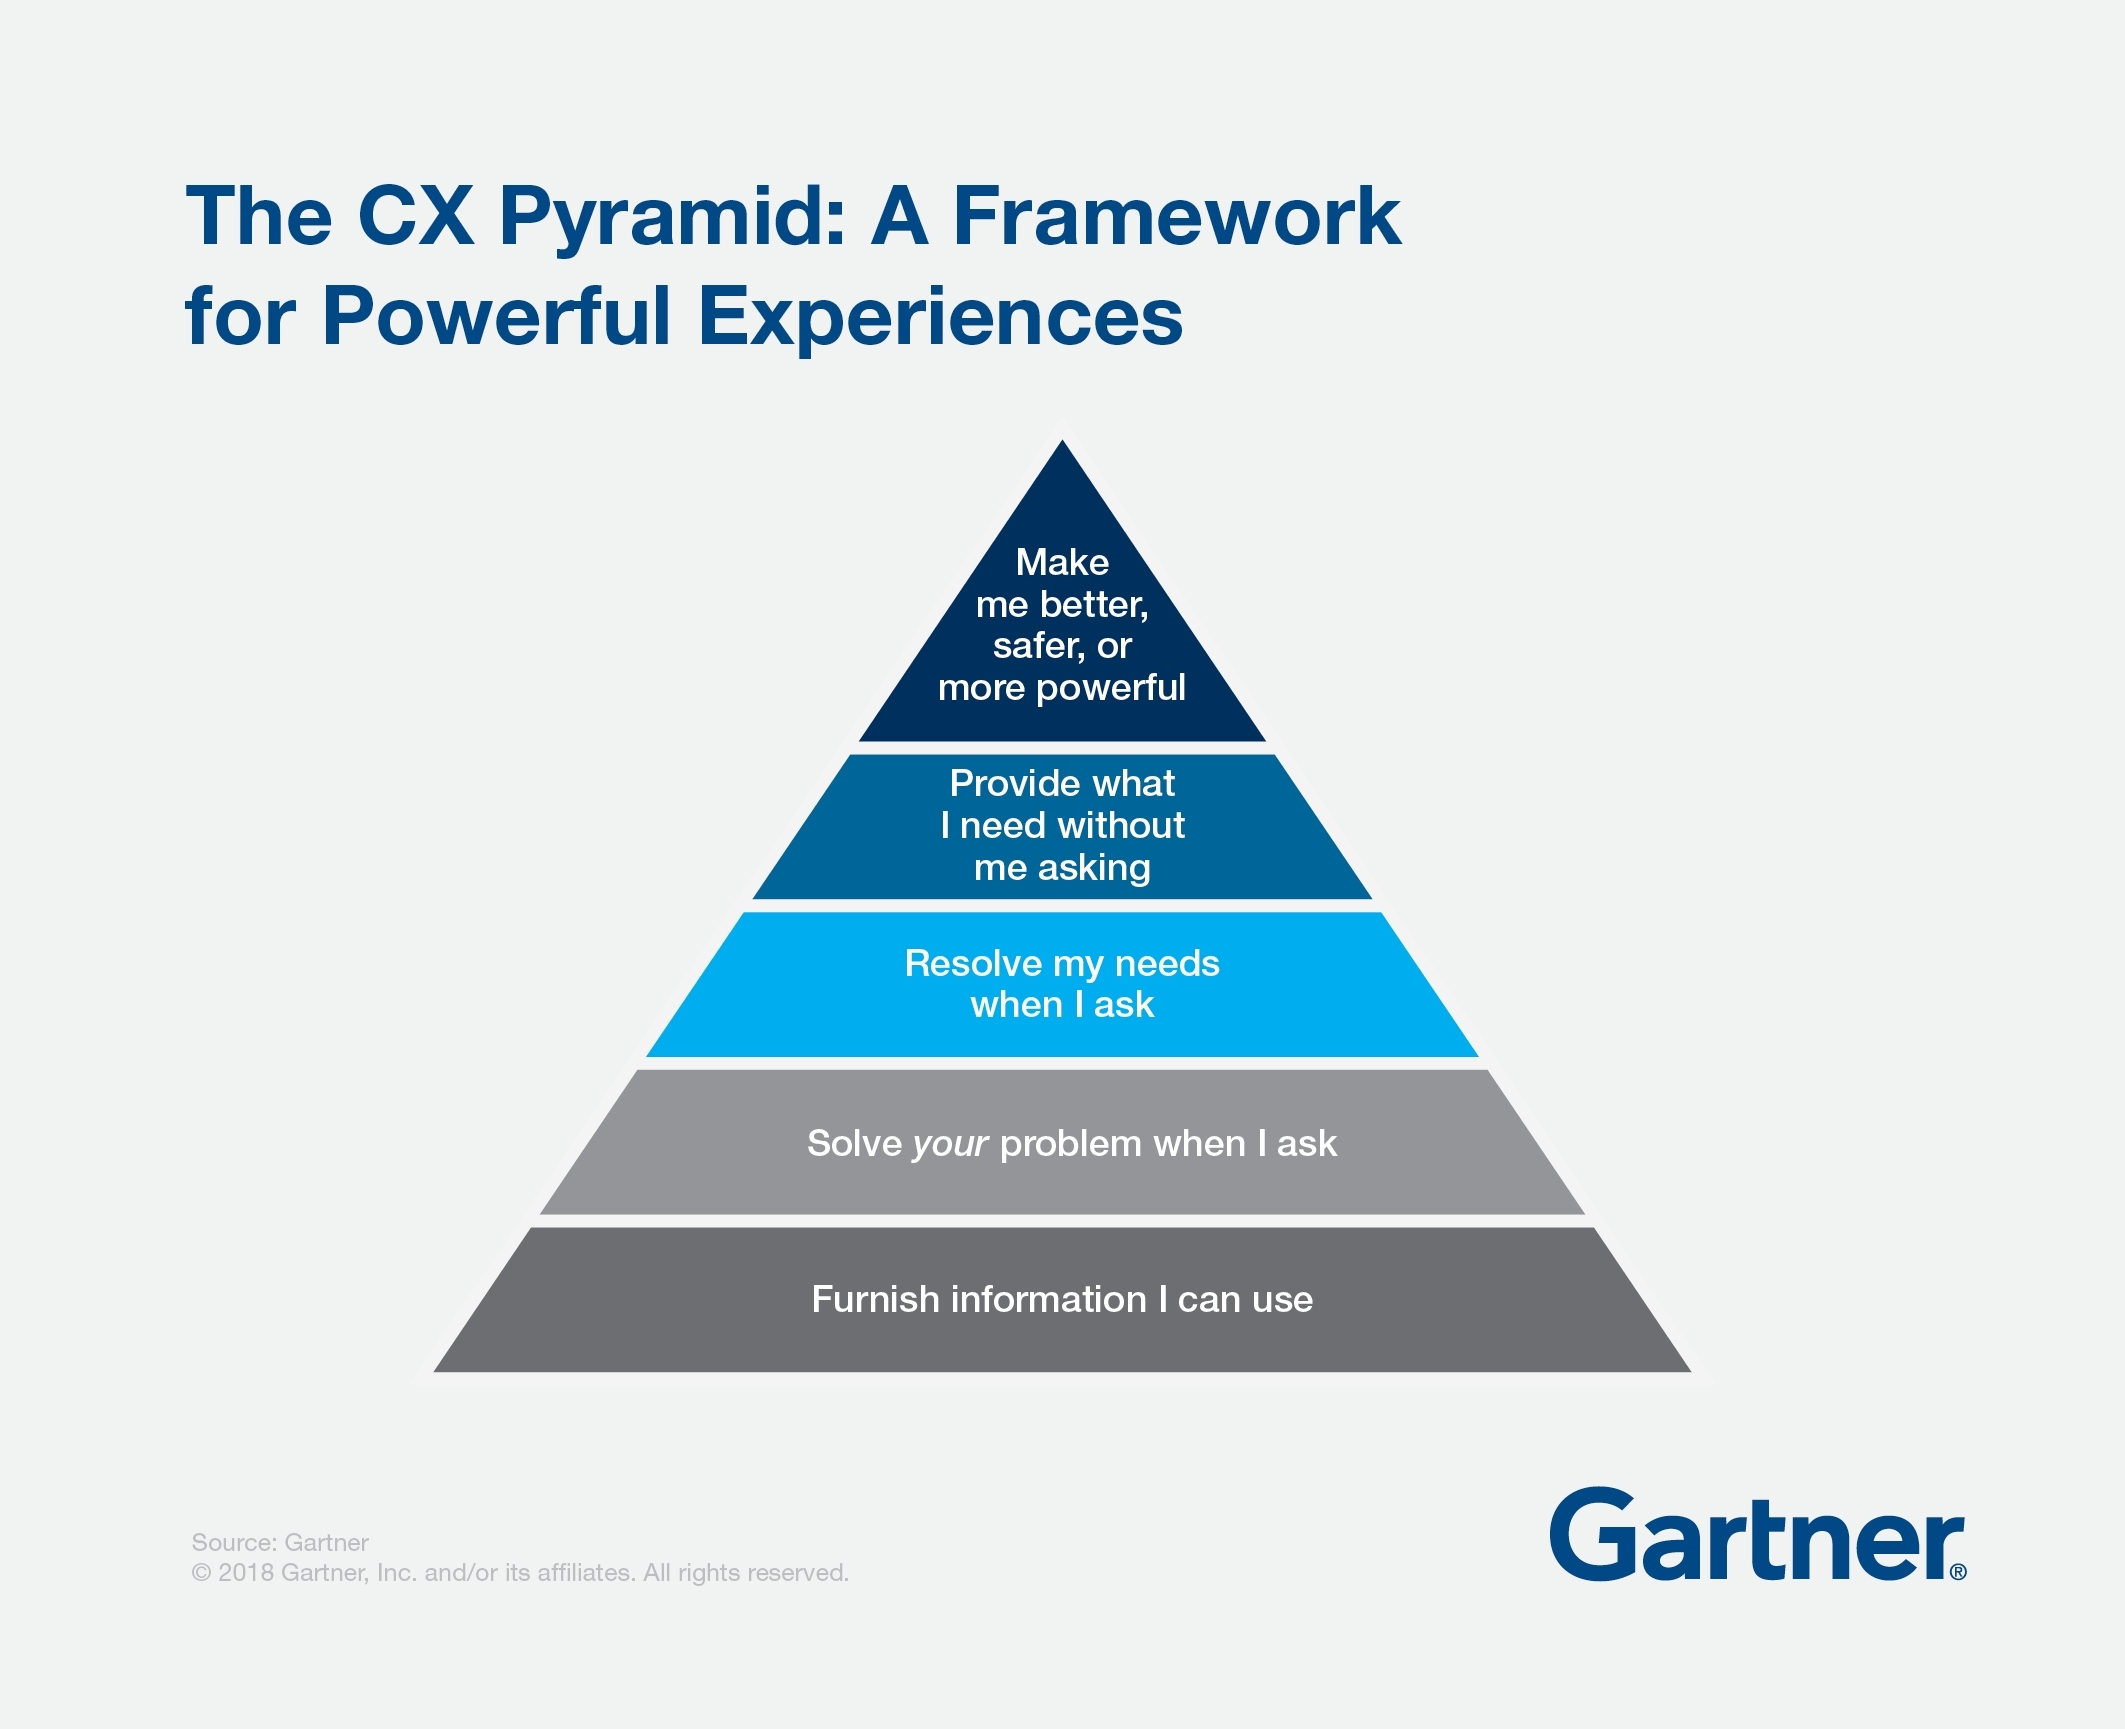 The CX Pyramid: A Framework
for Powerful Experiences
Make
me better,
safer, or
more powerful
Provide what
I need without
me asking
Resolve my needs
when I ask
Solve your problem when I ask
Furnish information I can use
Source: Gartner
© 2018 Gartner, Inc. and/or its affiliates. All rights reserved.
Gartner®